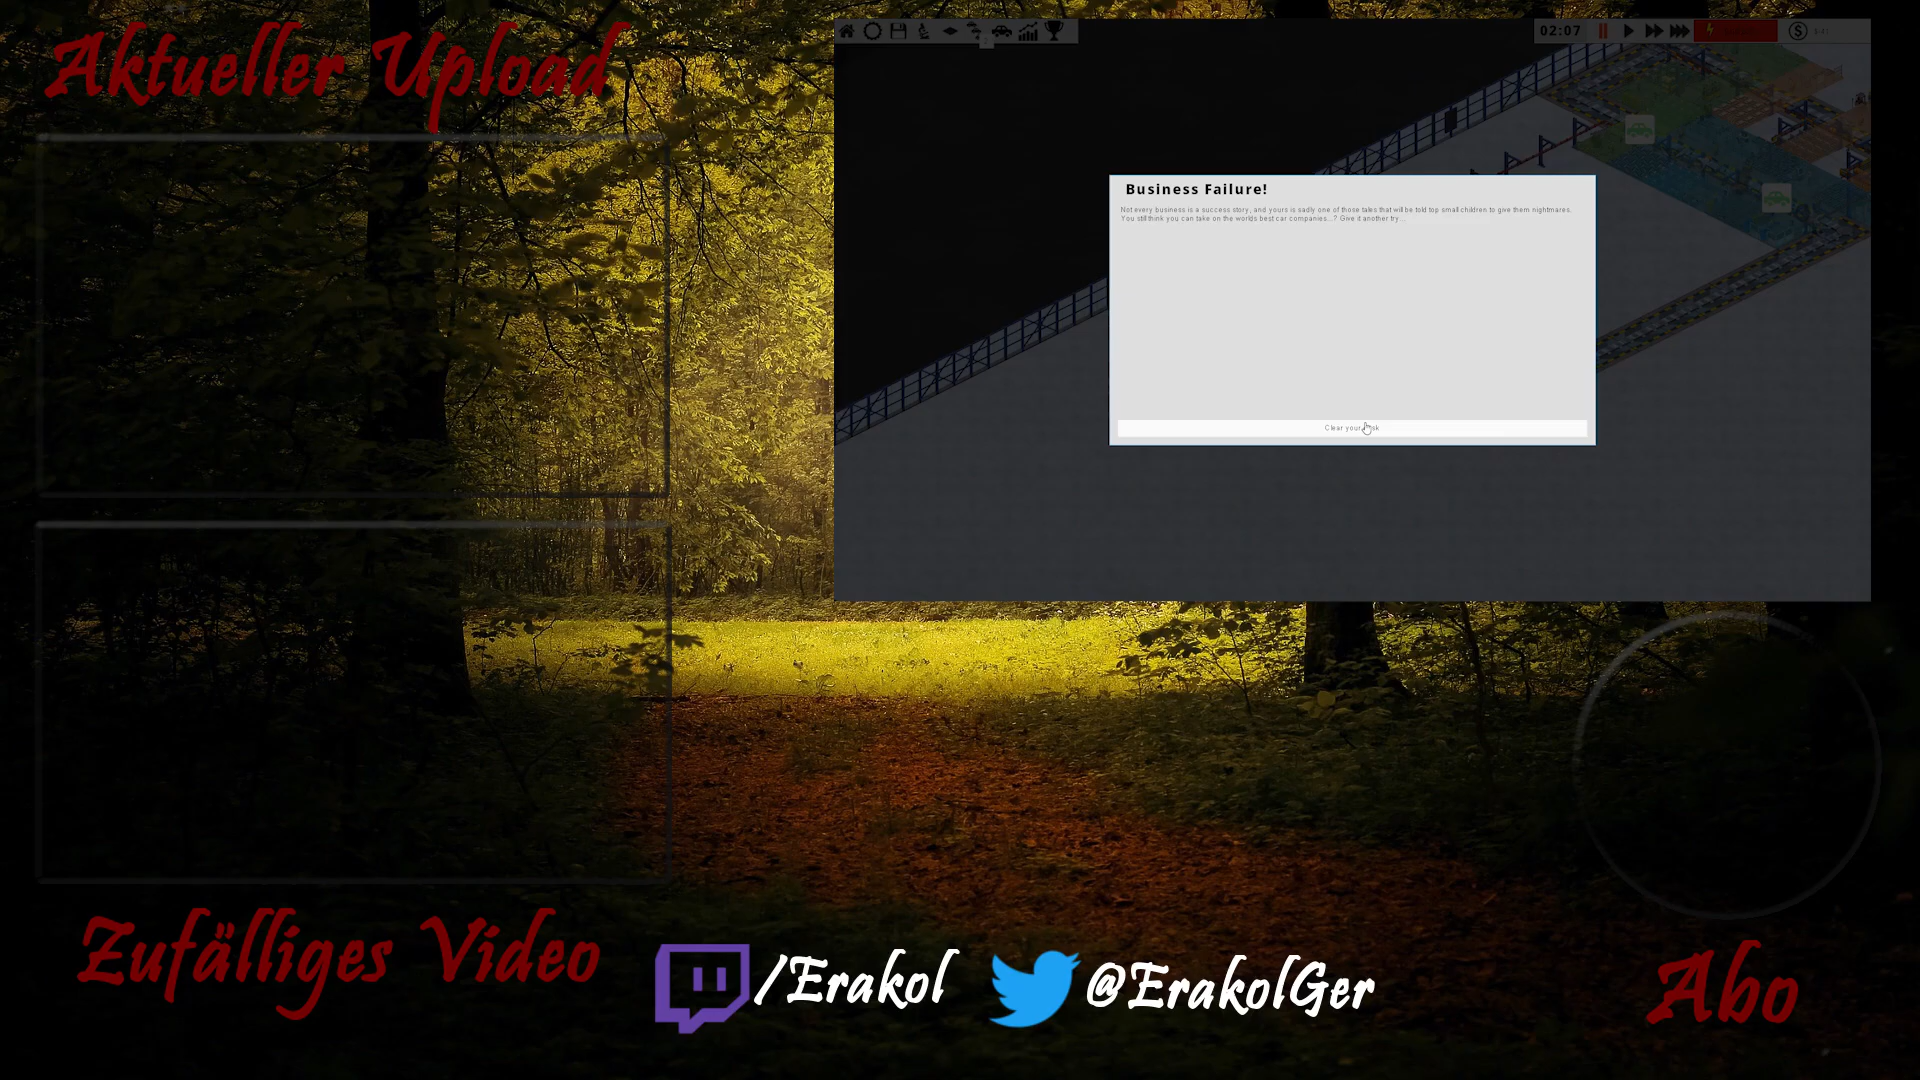 Aktueller Upload
02:07
Business Failure!
Not every business is a success story, and yours is sadly one of those tales that will be told top small children to give them nightmares.
You still think you can take on the worlds best car companies...? Give it another try...
Clear your
Zufälliges Video
/Erakol
@ErakolGer
Abo